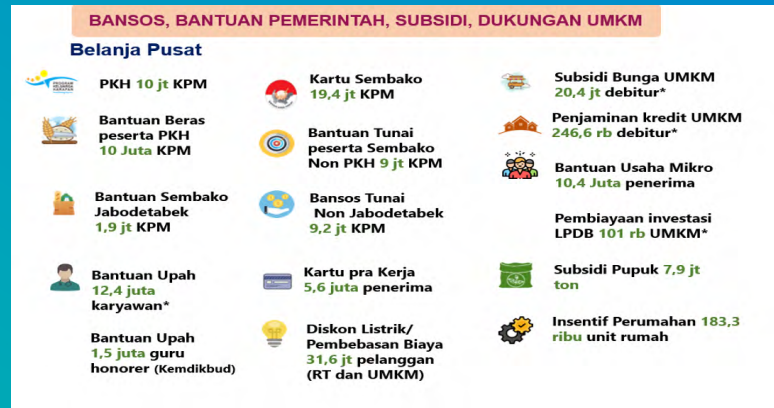 BANSOS, BANTUAN PEMERINTAH, SUBSIDI, DUKUNGAN UMKM
Belanja Pusat
PKH 10 jt KPM
Bantuan Beras
peserta PKH
10 Juta KPM
Bantuan Sembako
Jabodetabek
1,9 jt KPM
Bantuan Upah
12,4 juta
karyawan*
Bantuan Upah
1,5 juta guru
honorer (Kemdikbud)
Kartu Sembako
19,4 jt KPM
Bantuan Tunai
peserta Sembako
Non PKH 9 jt KPM
Bansos Tunai
Non Jabodetabek
9,2 jt KPM
Kartu pra Kerja
5,6 juta penerima
Diskon Listrik/
Pembebasan Biaya
31,6 jt pelanggan
(RT dan UMKM)
Subsidi Bunga UMKM
20,4 jt debitur*
Penjaminan kredit UMKM
246,6 rb debitur*
Bantuan Usaha Mikro
10,4 Juta penerima
Pembiayaan investasi
LPDB 101 rb UMKM*
Subsidi Pupuk 7,9 jt
ton
Insentif Perumahan 183,3
ribu unit rumah